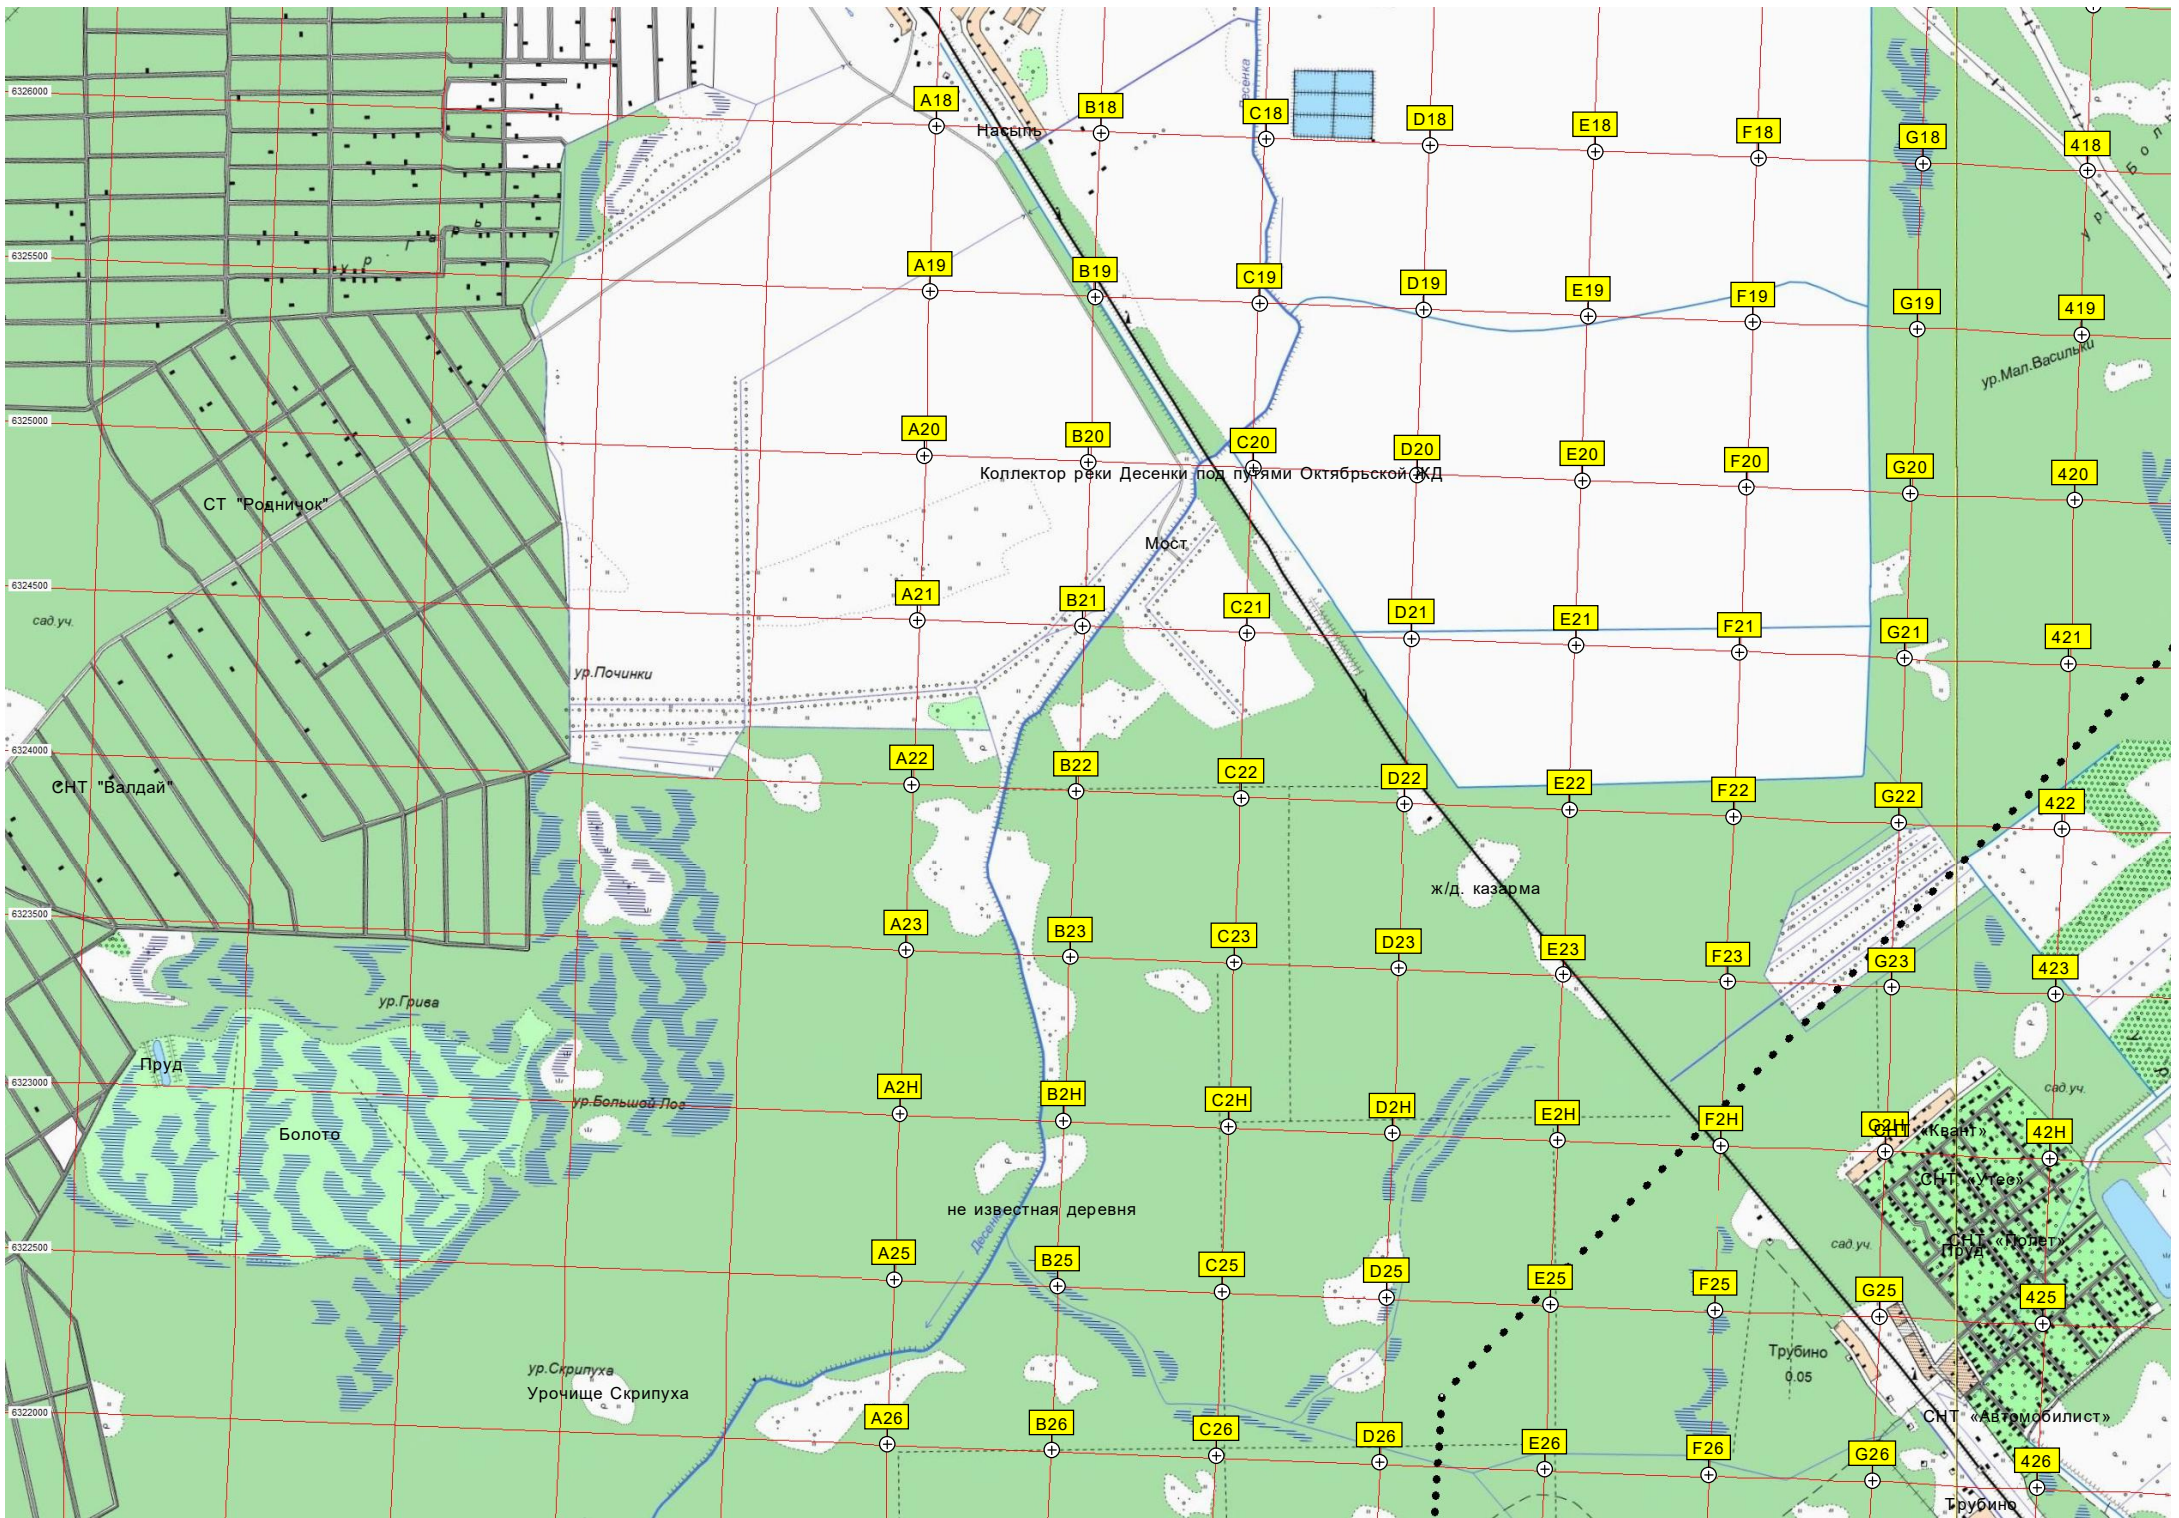 6326000
A18
B18
C18
D18
E18
F18
G18
418
Насыпь
Десенка
6325500
ур. Гарь
A19
B19
C19
D19
E19
F19
G19
419
ур.Мал.Васильки
6325000
A20
B20
C20
D20
E20
F20
G20
420
Коллектор реки Десенки под путями Октябрьской ЖД
СТ "Родничок"
Мост
6324500
A21
B21
C21
D21
E21
F21
G21
421
сад.уч.
ур.Починки
6324000
A22
B22
C22
D22
E22
F22
G22
422
СНТ "Валдай"
ж/д. казарма
6323500
A23
B23
C23
D23
E23
F23
G23
423
ур.Грива
Пруд
6323000
A2H
B2H
C2H
D2H
E2H
F2H
G2H
42H
сад.уч.
ур.Большой Лог
Болото
СНТ «Квант»
СНТ «Утес»
не известная деревня
Десенка
6322500
A25
B25
C25
D25
E25
F25
G25
425
сад.уч.
СНТ «Полет»
Пруд
ур.Скрипуха
Урочище Скрипуха
Трубино
0.05
6322000
A26
B26
C26
D26
E26
F26
G26
426
СНТ «Автомобилист»
Трубино